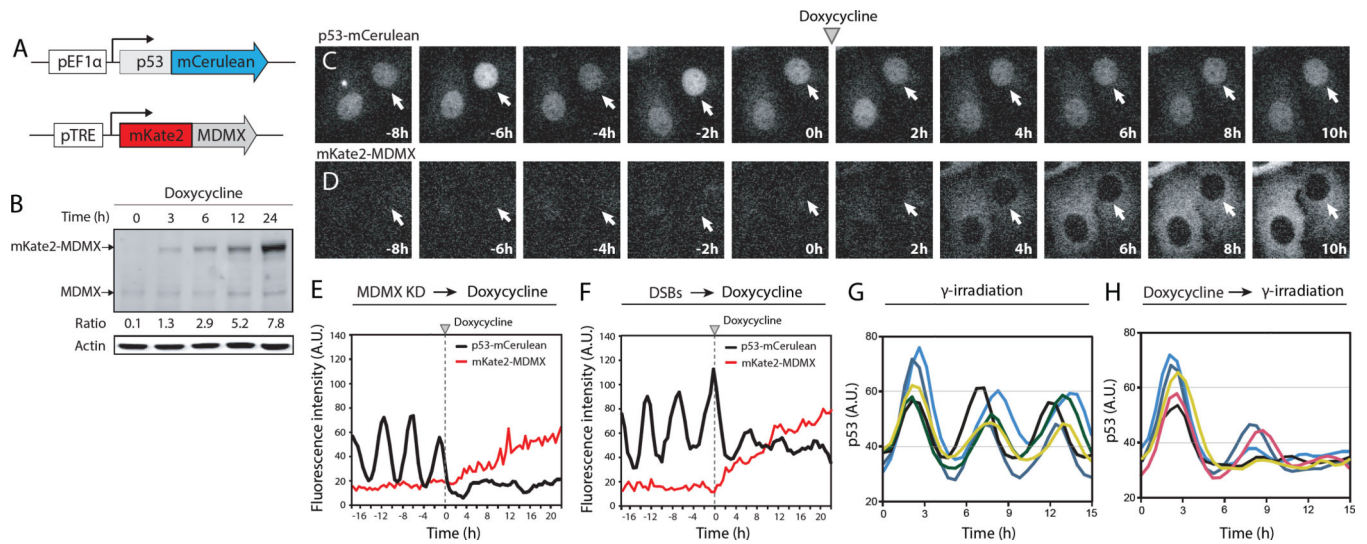 Doxycycline
A
pEF1α
p53
mCerulean
pTRE
mKate2
MDMX
p53-mCerulean
C
-8h
-6h
-4h
-2h
0h
2h
4h
6h
8h
10h
mKate2-MDMX
D
-8h
-6h
-4h
-2h
0h
2h
4h
6h
8h
10h
B
Doxycycline
Time (h) 0 3 6 12 24
mKate2-MDMX
MDMX
Ratio 0.1 1.3 2.9 5.2 7.8
Actin
E
MDMX KD → Doxycycline
Doxycycline
p53-mCerulean
mKate2-MDMX
Fluorescence intensity (A.U.)
140
120
100
80
60
40
20
0
-16 -12 -8 -4 0 4 8 12 16 20
Time (h)
F
DSBs → Doxycycline
Doxycycline
p53-mCerulean
mKate2-MDMX
Fluorescence intensity (A.U.)
140
120
100
80
60
40
20
0
-16 -12 -8 -4 0 4 8 12 16 20
Time (h)
G
γ-irradiation
p53 (A.U.)
80
60
40
20
0 3 6 9 12 15
Time (h)
H
Doxycycline → γ-irradiation
p53 (A.U.)
80
60
40
20
0 3 6 9 12 15
Time (h)